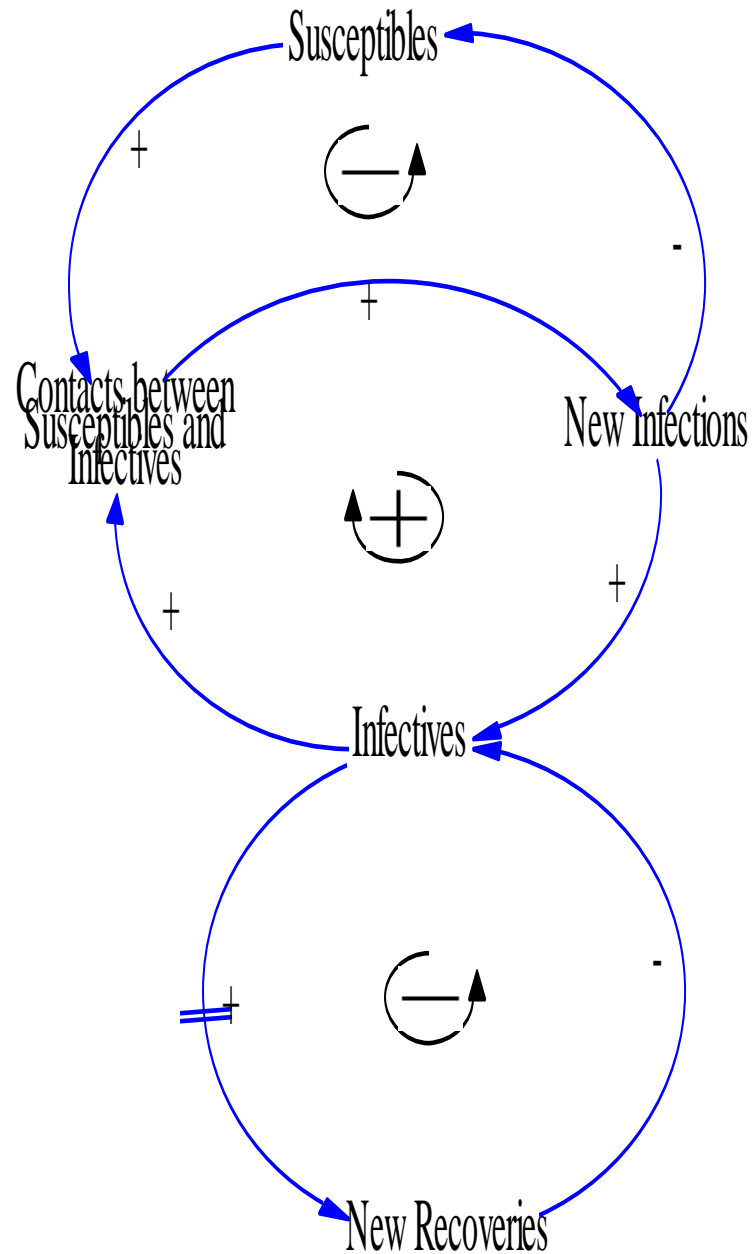 Susceptibles
+
-
+
Contacts between
Susceptibles and
Infectives
New Infections
+
+
+
Infectives
-
+
New Recoveries